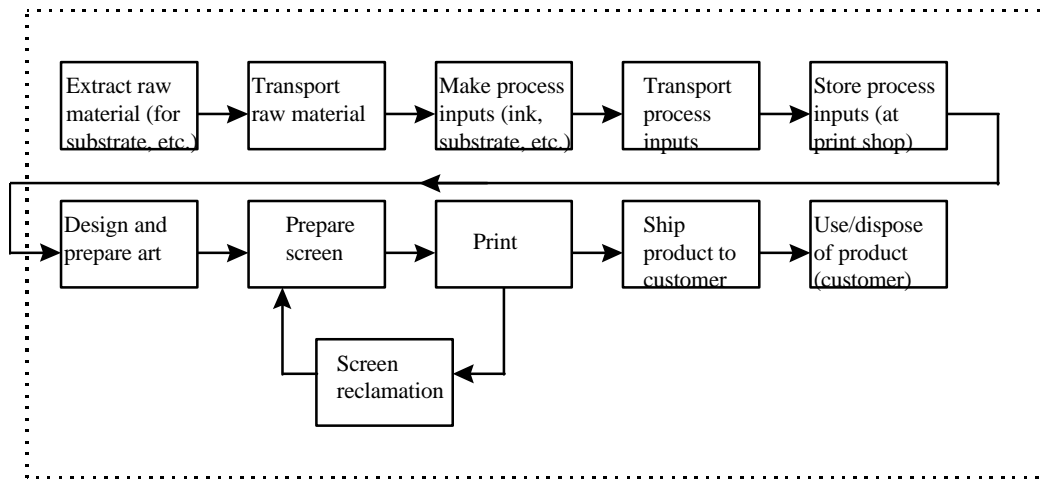 Extract raw
material (for
substrate, etc.)
Transport
raw material
Make process
inputs (ink,
substrate, etc.)
Transport
process
inputs
Store process
inputs (at
print shop)
Design and
prepare art
Prepare
screen
Print
Ship
product to
customer
Use/dispose
of product
(customer)
Screen
reclamation